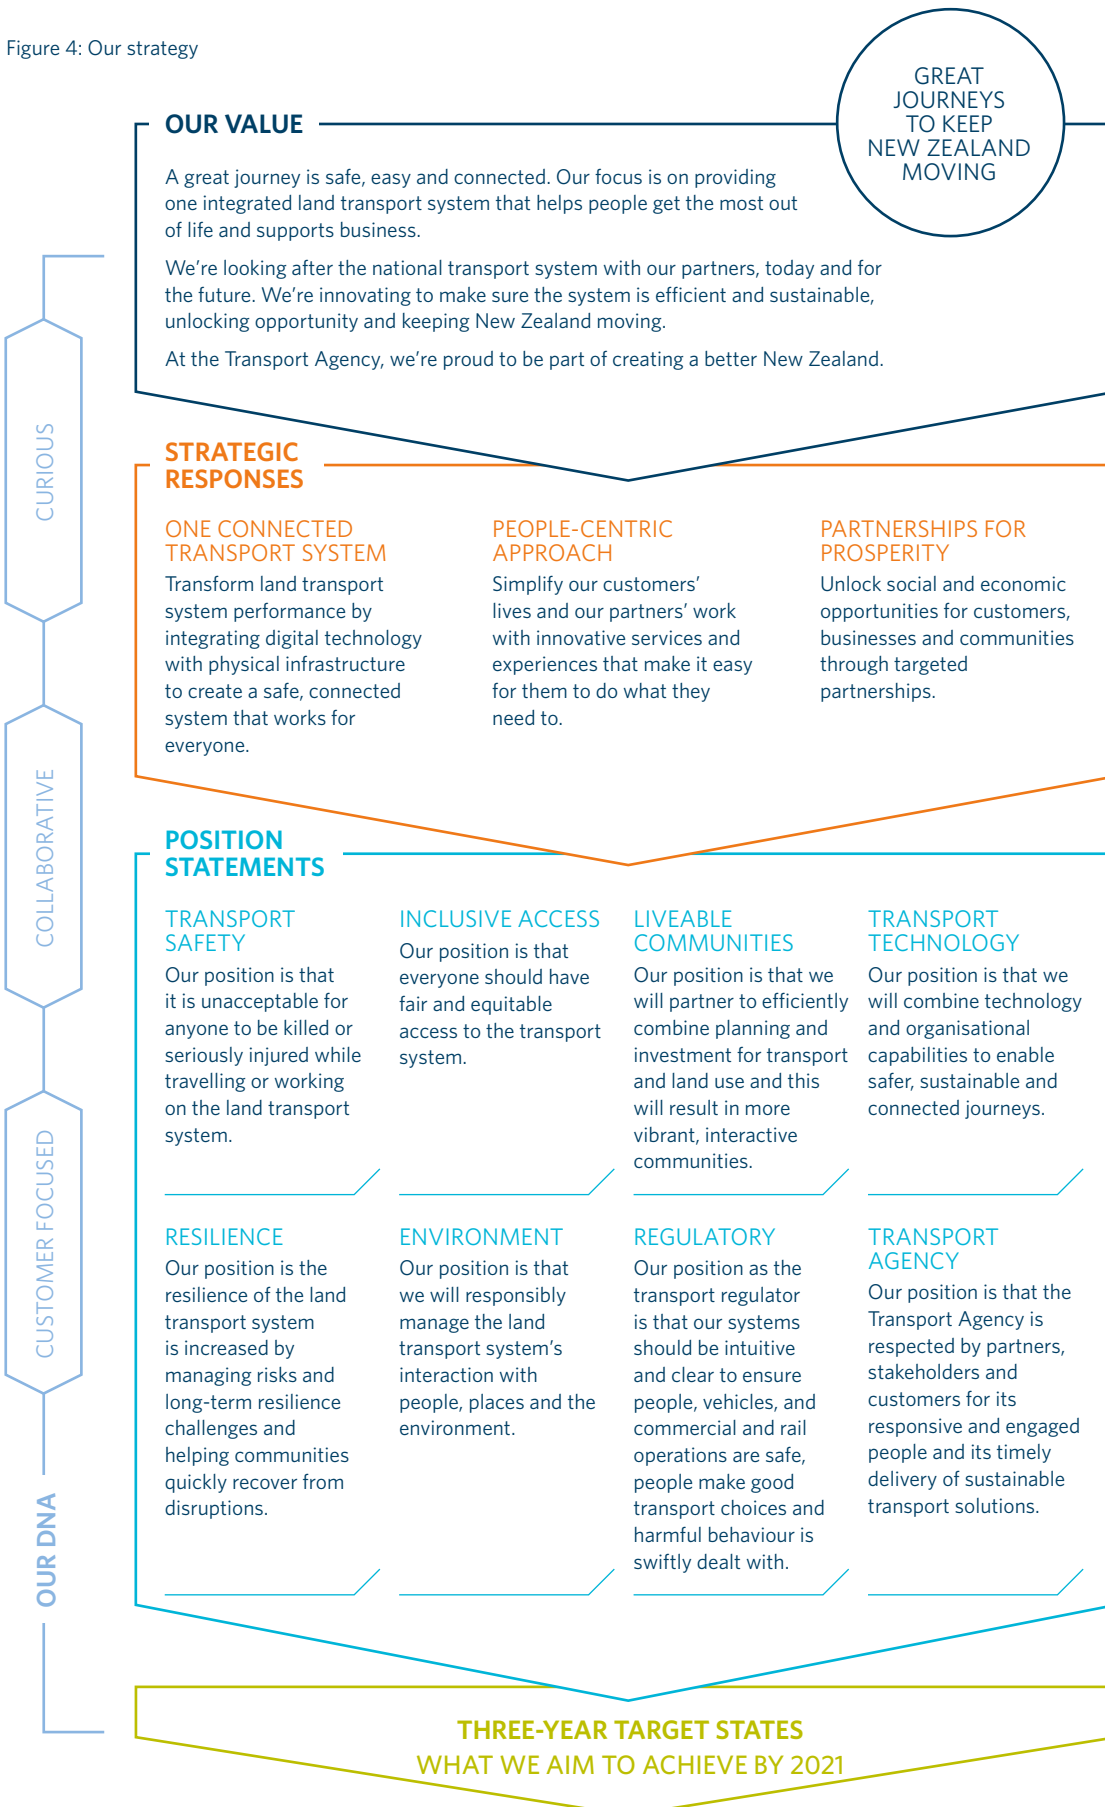 Figure 4: Our strategy
GREAT
JOURNEYS
TO KEEP
NEW ZEALAND
MOVING
OUR VALUE
A great journey is safe, easy and connected. Our focus is on providing
one integrated land transport system that helps people get the most out
of life and supports business.
We're looking after the national transport system with our partners, today and for
the future. We're innovating to make sure the system is efficient and sustainable,
unlocking opportunity and keeping New Zealand moving.
At the Transport Agency, we're proud to be part of creating a better New Zealand.
STRATEGIC
RESPONSES
ONE CONNECTED
TRANSPORT SYSTEM
Transform land transport
system performance by
integrating digital technology
with physical infrastructure
to create a safe, connected
system that works for
everyone.
PEOPLE-CENTRIC
APPROACH
Simplify our customers'
lives and our partners' work
with innovative services and
experiences that make it easy
for them to do what they
need to.
PARTNERSHIPS FOR
PROSPERITY
Unlock social and economic
opportunities for customers,
businesses and communities
through targeted
partnerships.
POSITION
STATEMENTS
TRANSPORT
SAFETY
Our position is that
it is unacceptable for
anyone to be killed or
seriously injured while
travelling or working
on the land transport
system.
INCLUSIVE ACCESS
Our position is that
everyone should have
fair and equitable
access to the transport
system.
LIVEABLE
COMMUNITIES
Our position is that we
will partner to efficiently
combine planning and
investment for transport
and land use and this
will result in more
vibrant, interactive
communities.
TRANSPORT
TECHNOLOGY
Our position is that we
will combine technology
and organisational
capabilities to enable
safer, sustainable and
connected journeys.
RESILIENCE
Our position is the
resilience of the land
transport system
is increased by
managing risks and
long-term resilience
challenges and
helping communities
quickly recover from
disruptions.
ENVIRONMENT
Our position is that
we will responsibly
manage the land
transport system's
interaction with
people, places and the
environment.
REGULATORY
Our position as the
transport regulator
is that our systems
should be intuitive
and clear to ensure
people, vehicles, and
commercial and rail
operations are safe,
people make good
transport choices and
harmful behaviour is
swiftly dealt with.
TRANSPORT
AGENCY
Our position is that the
Transport Agency is
respected by partners,
stakeholders and
customers for its
responsive and engaged
people and its timely
delivery of sustainable
transport solutions.
THREE-YEAR TARGET STATES
WHAT WE AIM TO ACHIEVE BY 2021
CURIOUS
COLLABORATIVE
CUSTOMER FOCUSED
OUR DNA